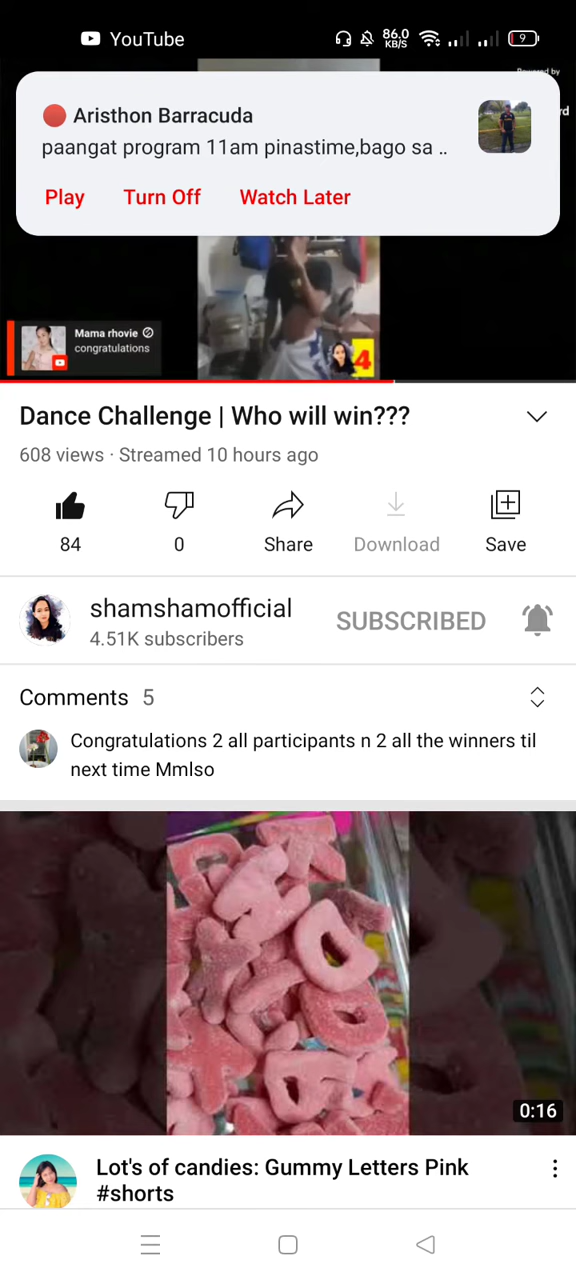 YouTube
86.0
KB/S
9
Powered by
rd
Aristhon Barracuda
paangat program 11am pinastime,bago sa ..
Play Turn Off Watch Later
Mama rhovie
congratulations
4
Dance Challenge | Who will win???
608 views · Streamed 10 hours ago
84 0 Share Download Save
shamshamofficial
4.51K subscribers
SUBSCRIBED
Comments 5
Congratulations 2 all participants n 2 all the winners til
next time Mmlso
0:16
Lot's of candies: Gummy Letters Pink
#shorts